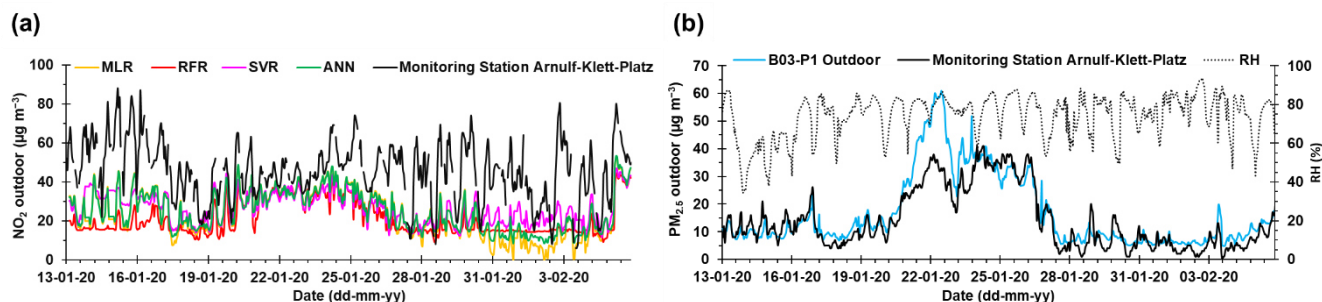 (a)
MLR RFR SVR ANN Monitoring Station Arnulf-Klett-Platz
NO₂ outdoor (µg m⁻³)
100
80
60
40
20
0
13-01-20 16-01-20 19-01-20 22-01-20 25-01-20 28-01-20 31-01-20 3-02-20
Date (dd-mm-yy)
(b)
B03-P1 Outdoor Monitoring Station Arnulf-Klett-Platz RH
PM₂.₅ outdoor (µg m⁻³)
70
60
50
40
30
20
10
0
100
80
60
40
20
0
RH (%)
13-01-20 16-01-20 19-01-20 22-01-20 25-01-20 28-01-20 31-01-20 03-02-20
Date (dd-mm-yy)